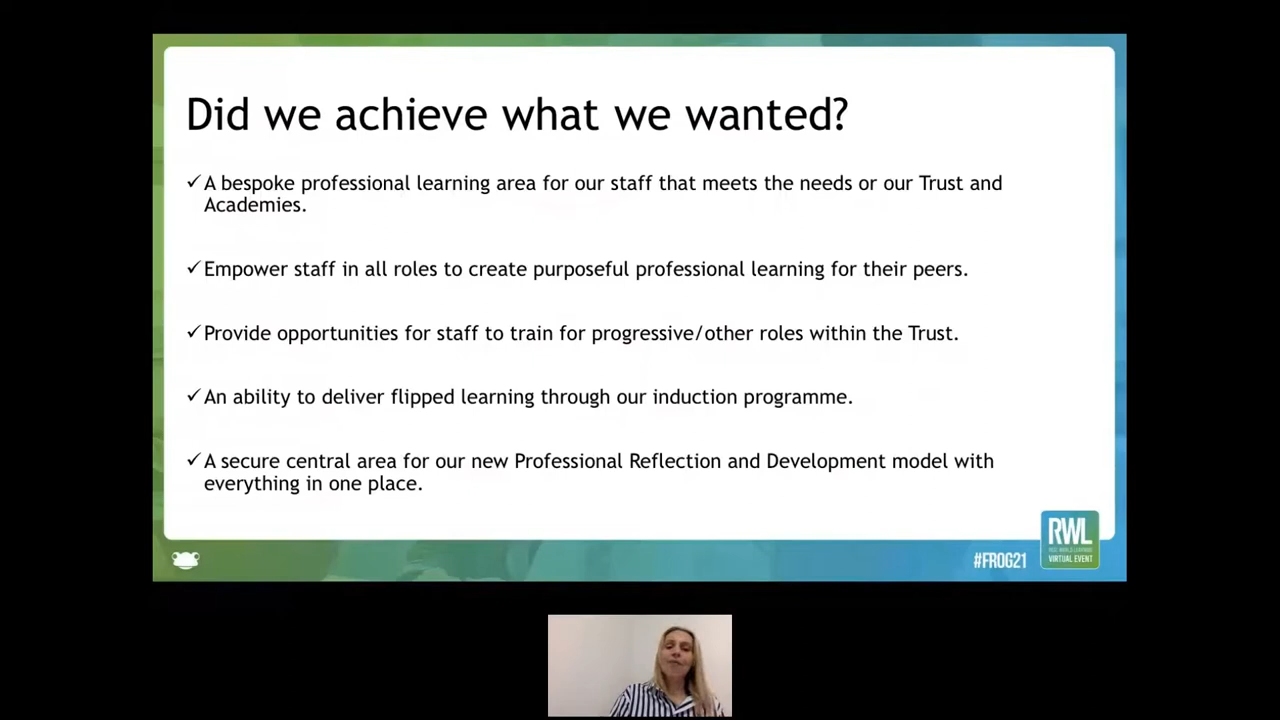 Did we achieve what we wanted?
✓A bespoke professional learning area for our staff that meets the needs or our Trust and
Academies.
✓Empower staff in all roles to create purposeful professional learning for their peers.
✓Provide opportunities for staff to train for progressive/other roles within the Trust.
✓An ability to deliver flipped learning through our induction programme.
✓A secure central area for our new Professional Reflection and Development model with
everything in one place.
#FROG21
RWL
REAL WORLD LEARNING
VIRTUAL EVENT